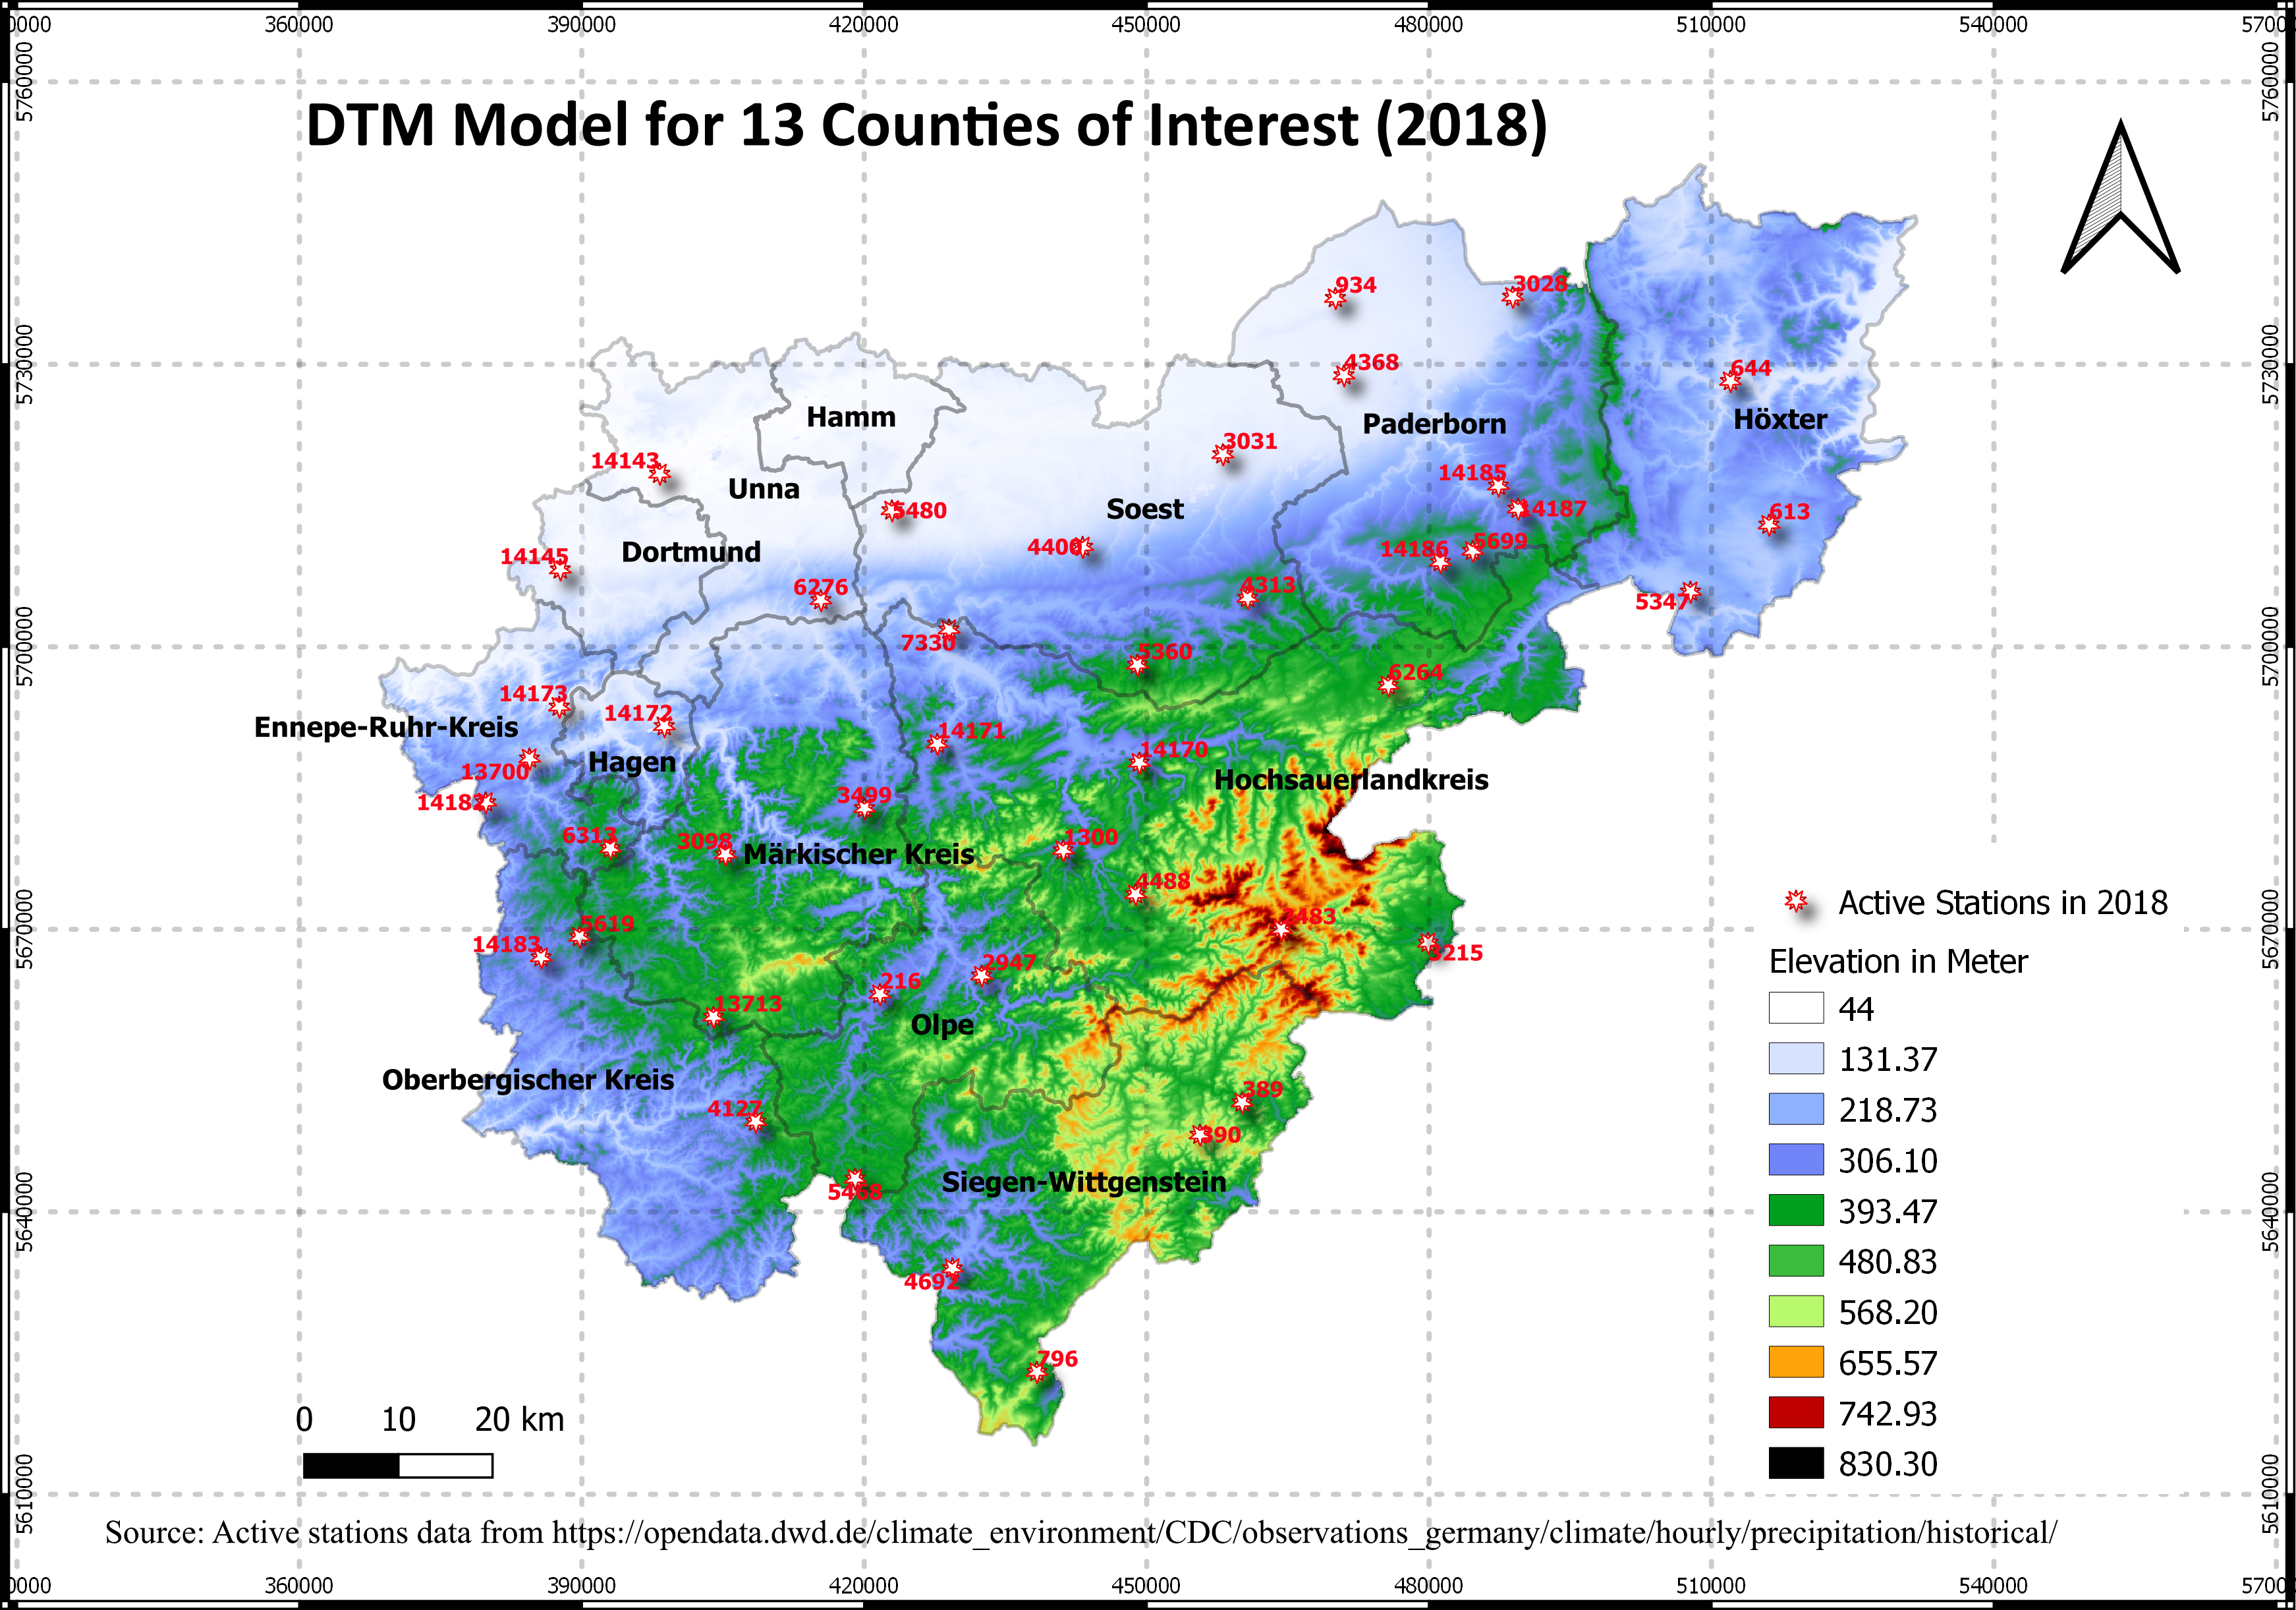 0000 360000 390000 420000 450000 480000 510000 540000 5700
5760000 5760000
DTM Model for 13 Counties of Interest (2018)
934 3028
5730000 5730000
4368 644
Hamm Paderborn Höxter
3031
14143 14185
Unna
5480 Soest 14187 613
4400
Dortmund 14186 5699
14145
6276 4313
5347
7330 5360
5700000 5700000
6264
14173
14172
Ennepe-Ruhr-Kreis 14171
Hagen 14170
13700 Hochsauerlandkreis
14182 3499
6313 3098 1300
Märkischer Kreis
4488
Active Stations in 2018
5619 2483
14183 3215
5670000 5670000
2947 Elevation in Meter
216
13713 44
Olpe
131.37
Oberbergischer Kreis
389
4127 218.73
390
306.10
Siegen-Wittgenstein
5468
393.47
5640000 5640000
480.83
4692
568.20
796
655.57
742.93
0 10 20 km
830.30
5610000 5610000
Source: Active stations data from https://opendata.dwd.de/climate_environment/CDC/observations_germany/climate/hourly/precipitation/historical/
0000 360000 390000 420000 450000 480000 510000 540000 5700